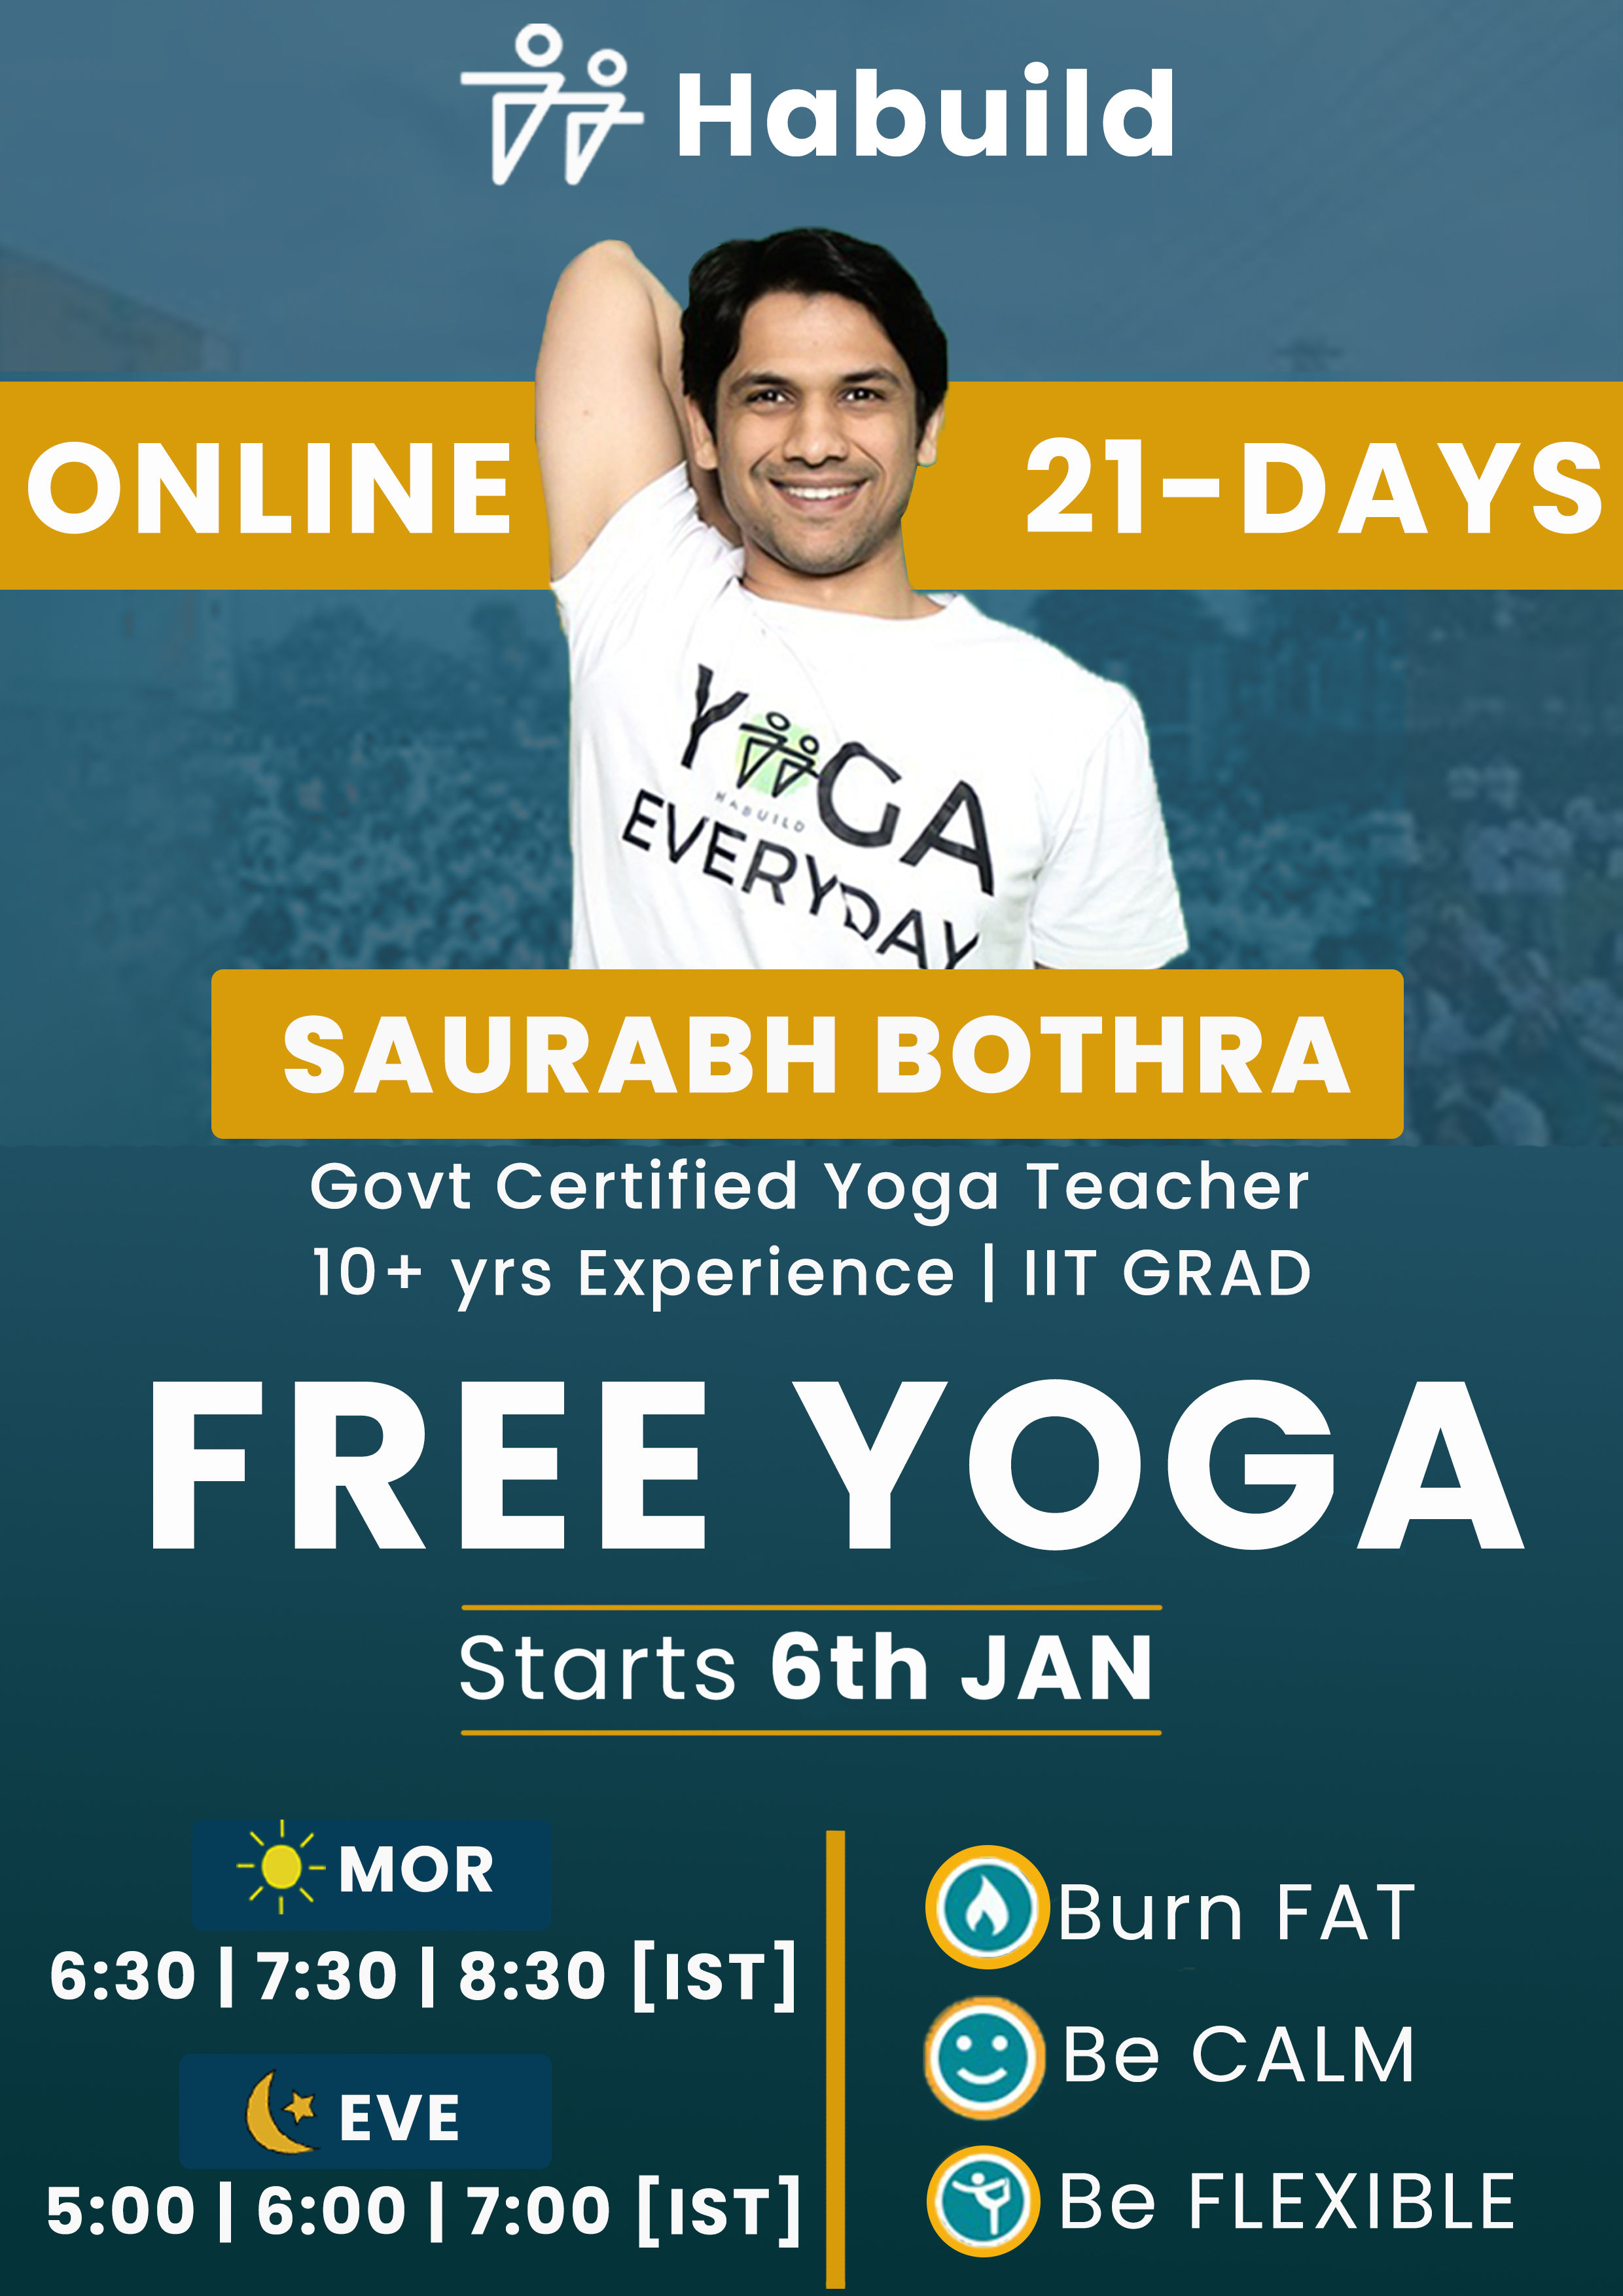 Habuild
ONLINE
21-DAYS
YOGA
HABUILD
EVERYDAY
SAURABH BOTHRA
Govt Certified Yoga Teacher
10+ yrs Experience | IIT GRAD
FREE YOGA
Starts 6th JAN
MOR
6:30 | 7:30 | 8:30 [IST]
EVE
5:00 | 6:00 | 7:00 [IST]
Burn FAT
Be CALM
Be FLEXIBLE